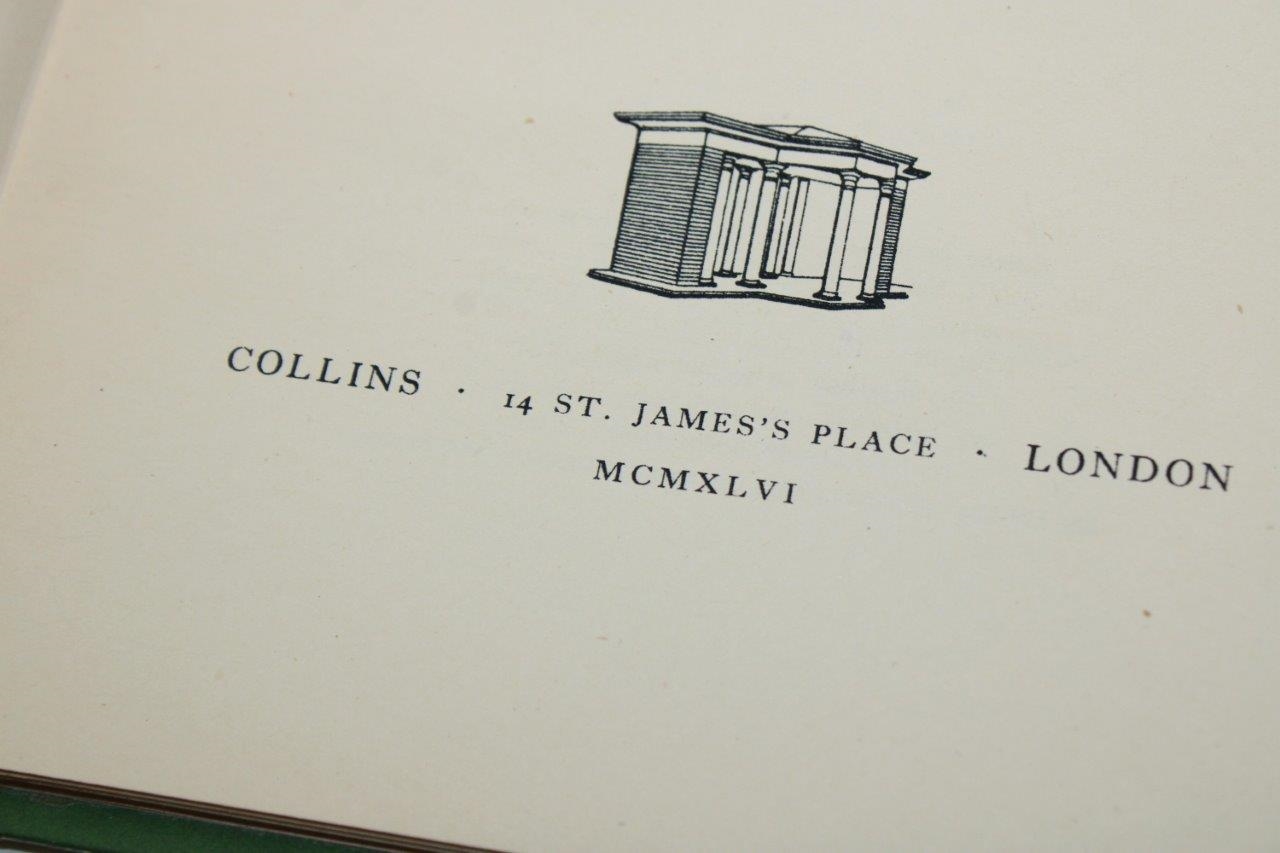 COLLINS · 14 ST. JAMES'S PLACE · LONDON
MCMXLVI